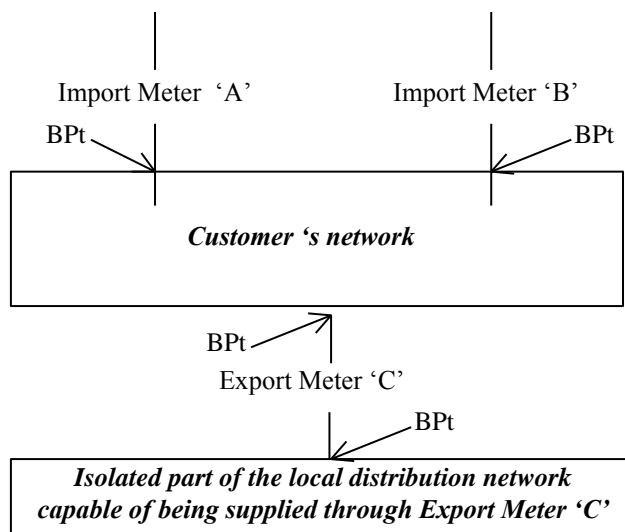 Import Meter ‘A’ Import Meter ‘B’
BPt BPt
Customer ‘s network
BPt
Export Meter ‘C’
BPt
Isolated part of the local distribution network
capable of being supplied through Export Meter ‘C’